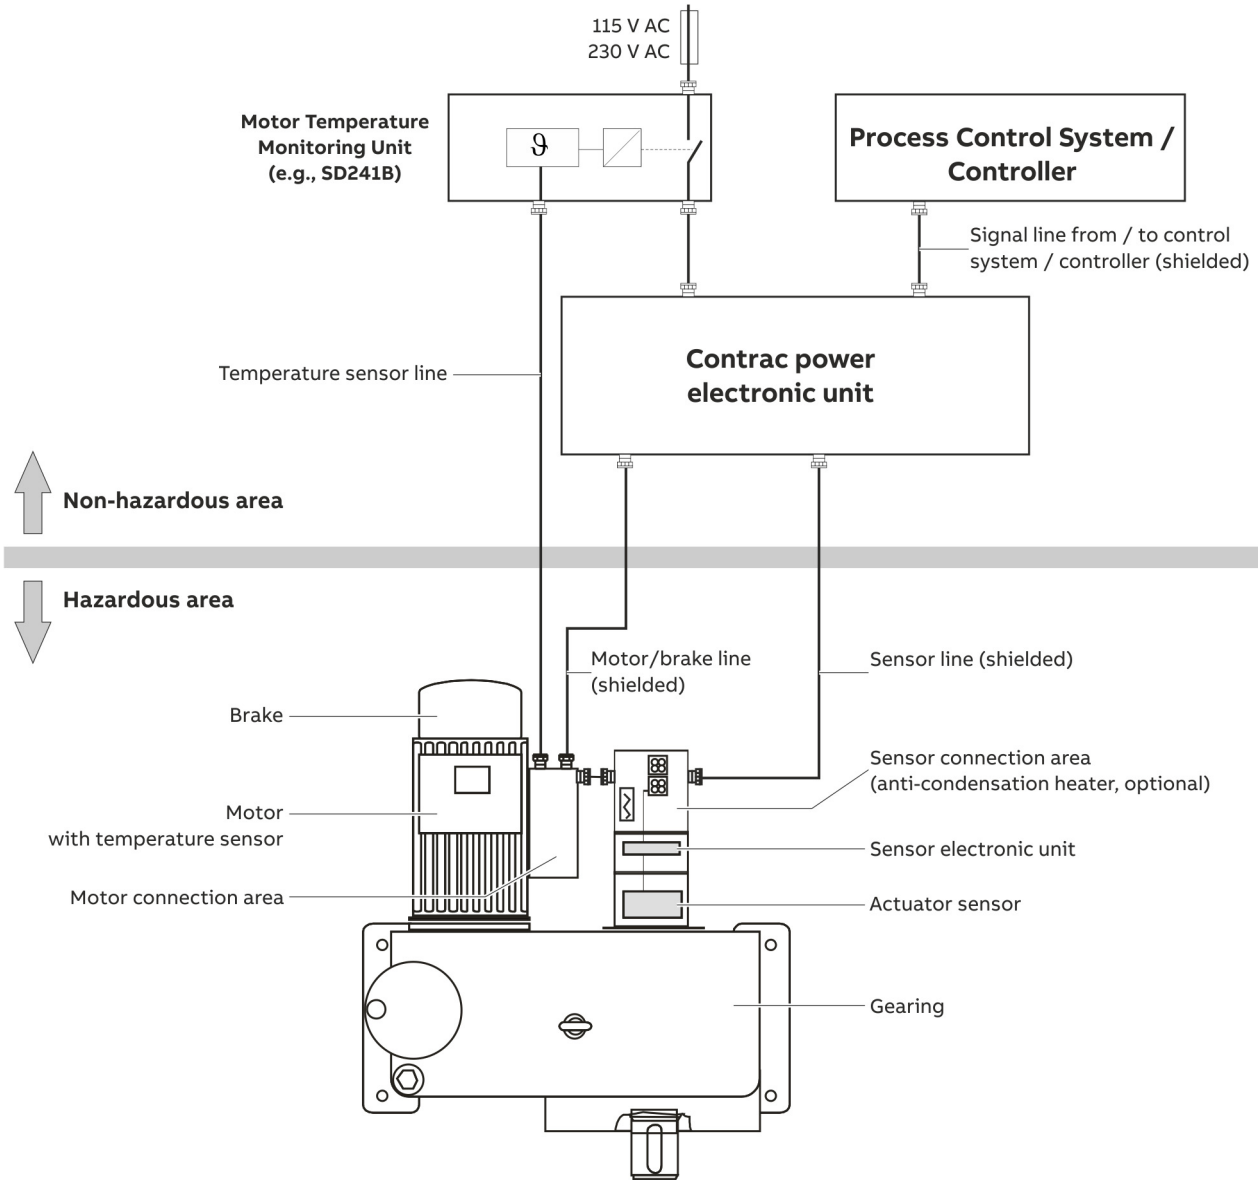 115 V AC
230 V AC
Motor Temperature
Monitoring Unit
(e.g., SD241B)
ϑ
Process Control System /
Controller
Signal line from / to control
system / controller (shielded)
Contrac power
electronic unit
Temperature sensor line
Non-hazardous area
Hazardous area
Motor/brake line
(shielded)
Sensor line (shielded)
Brake
Sensor connection area
(anti-condensation heater, optional)
Motor
with temperature sensor
Sensor electronic unit
Motor connection area
Actuator sensor
Gearing